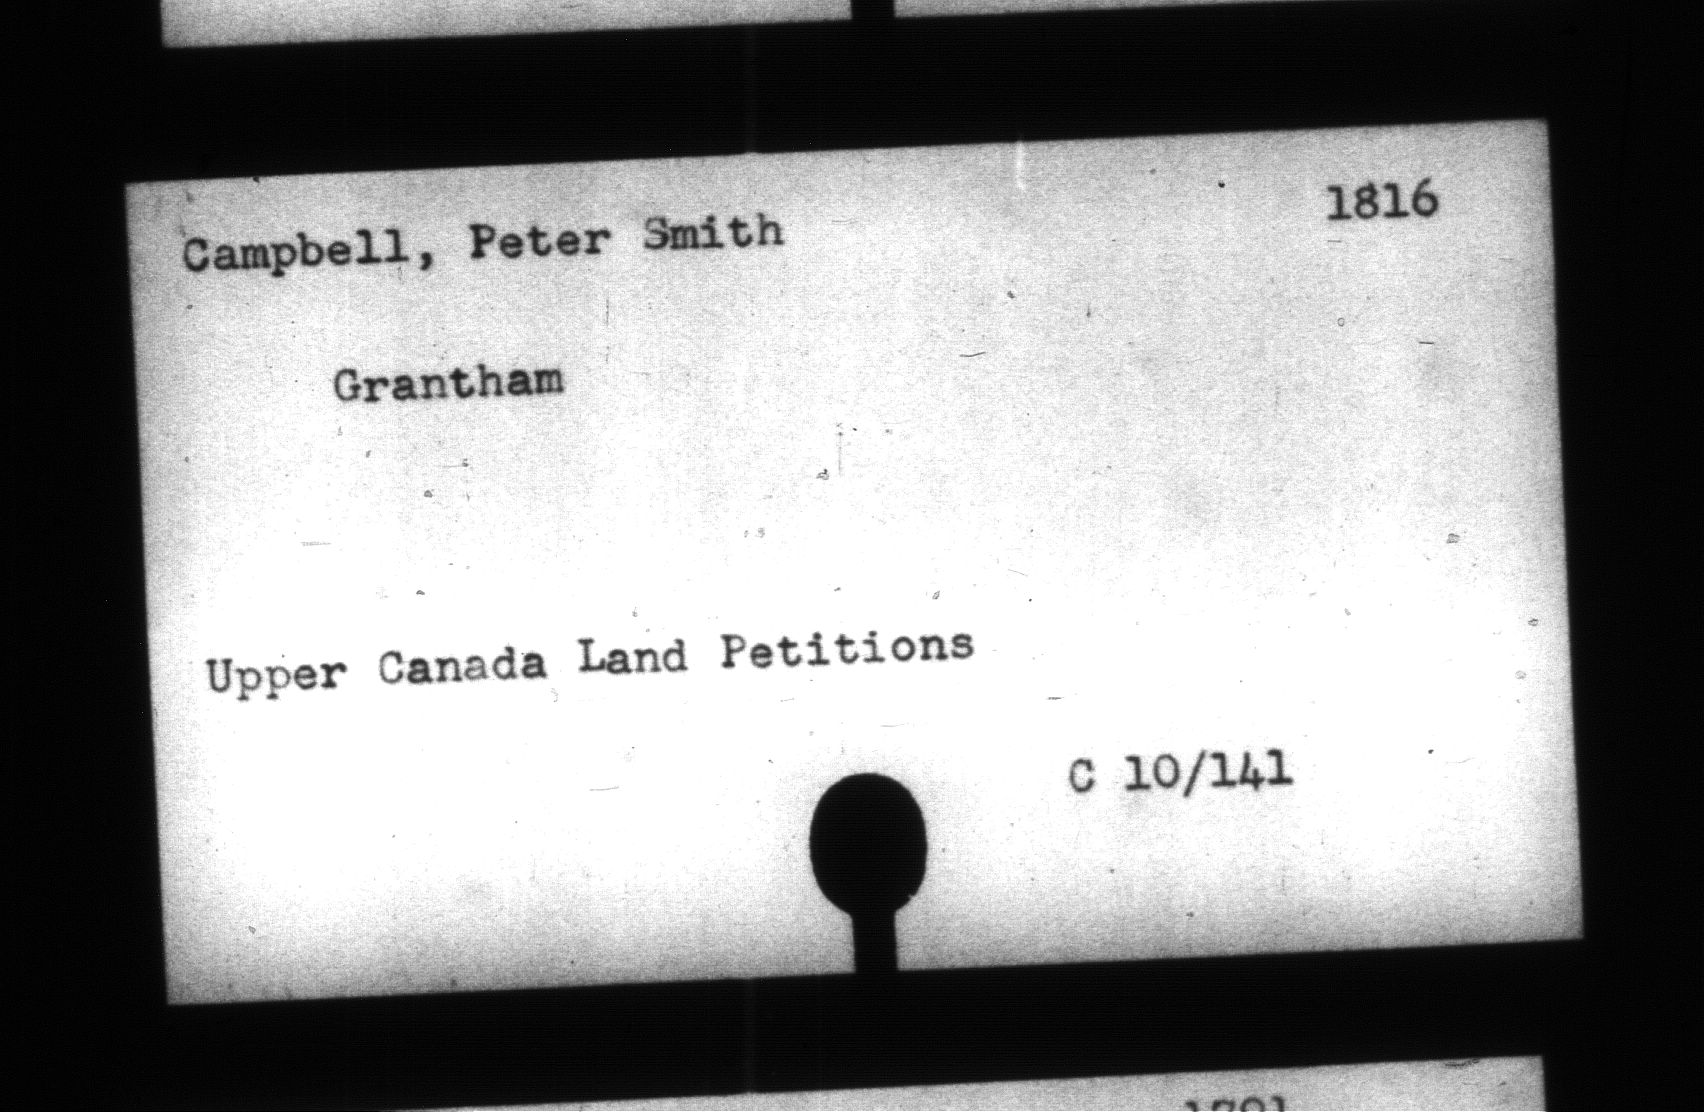 Campbell, Peter Smith 1816
Grantham
Upper Canada Land Petitions
C 10/141